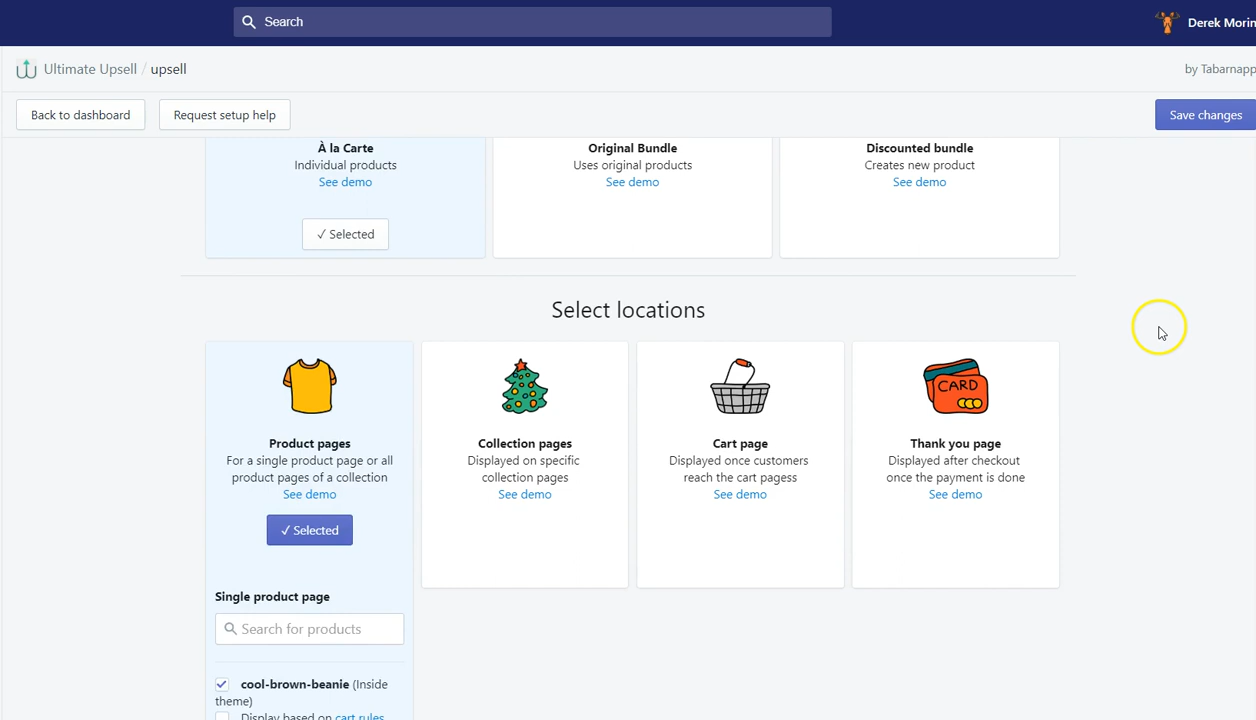 Search
Derek Morin
Ultimate Upsell / upsell
by Tabarnapp
Back to dashboard
Request setup help
Save changes
À la Carte
Individual products
See demo
✓ Selected
Original Bundle
Uses original products
See demo
Discounted bundle
Creates new product
See demo
Select locations
Product pages
For a single product page or all
product pages of a collection
See demo
✓ Selected
Single product page
Search for products
cool-brown-beanie (Inside
theme)
Display based on cart rules
Collection pages
Displayed on specific
collection pages
See demo
Cart page
Displayed once customers
reach the cart pagess
See demo
CARD
Thank you page
Displayed after checkout
once the payment is done
See demo